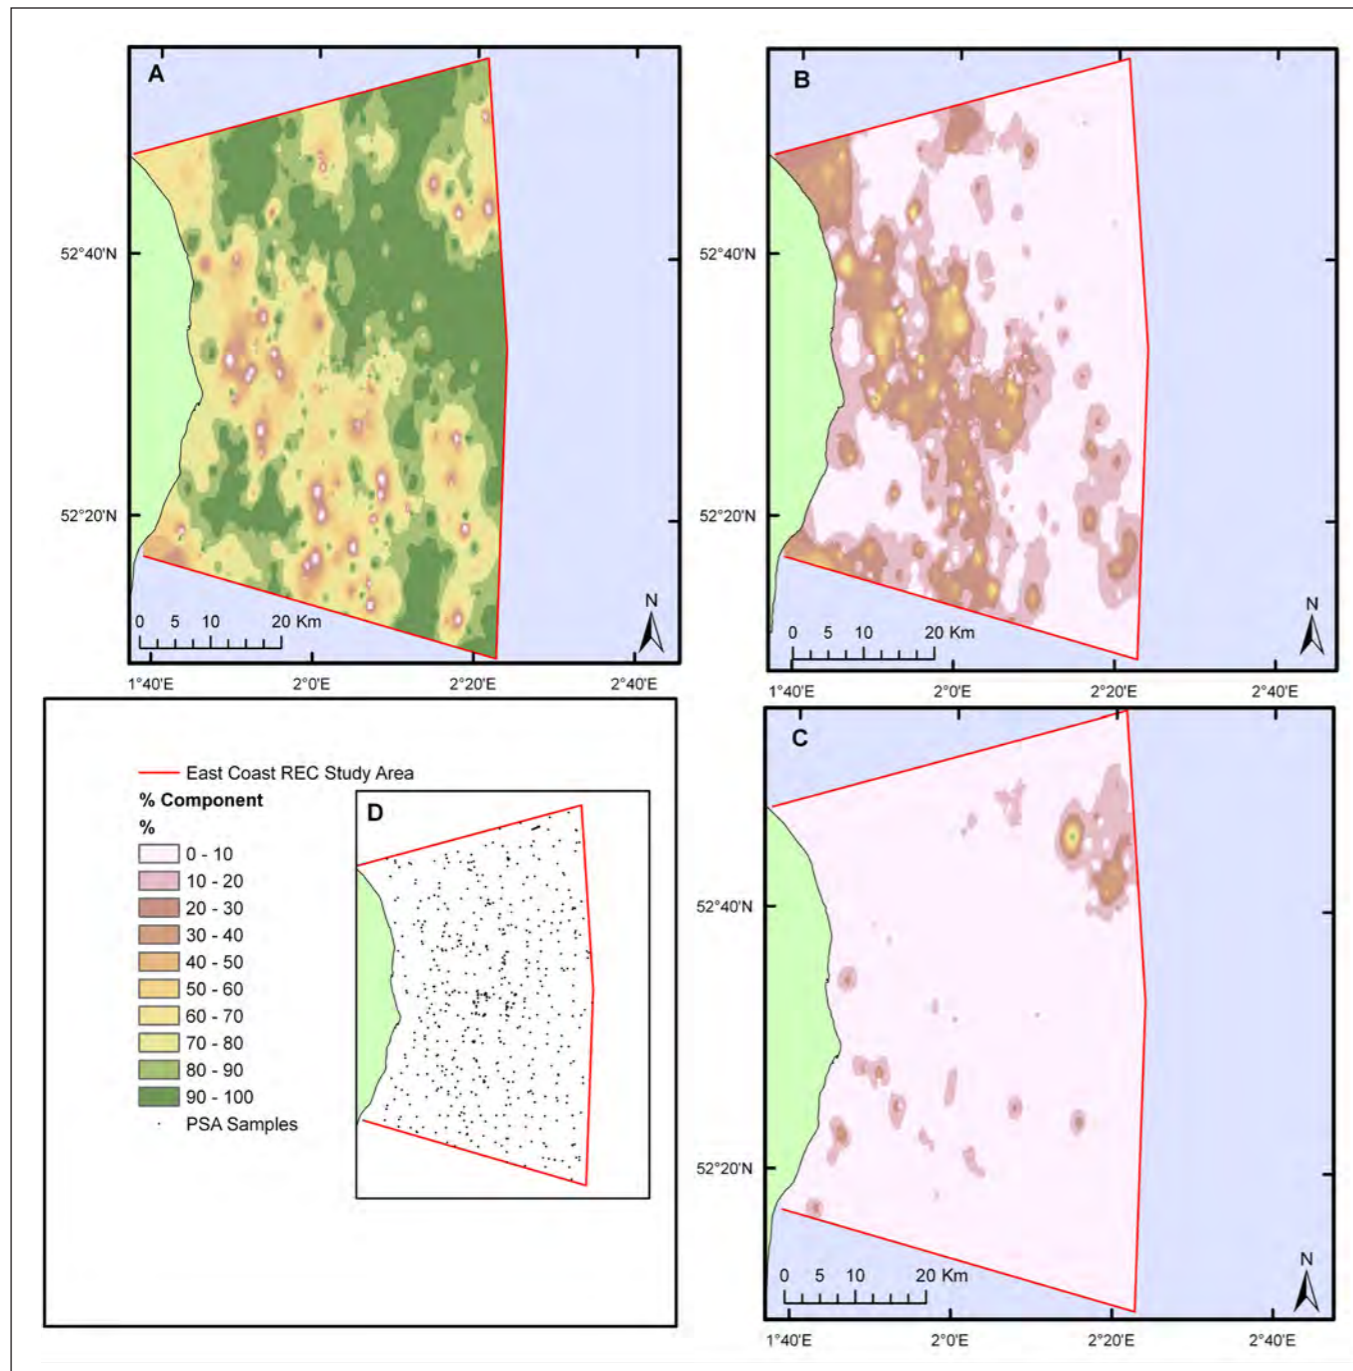 A
B
52°40'N
52°20'N
0 5 10 20 Km
N
1°40'E 2°0'E 2°20'E 2°40'E
52°40'N
52°20'N
0 5 10 20 Km
N
1°40'E 2°0'E 2°20'E 2°40'E
East Coast REC Study Area
% Component
%
0 - 10
10 - 20
20 - 30
30 - 40
40 - 50
50 - 60
60 - 70
70 - 80
80 - 90
90 - 100
PSA Samples
D
C
52°40'N
52°20'N
0 5 10 20 Km
N
1°40'E 2°0'E 2°20'E 2°40'E